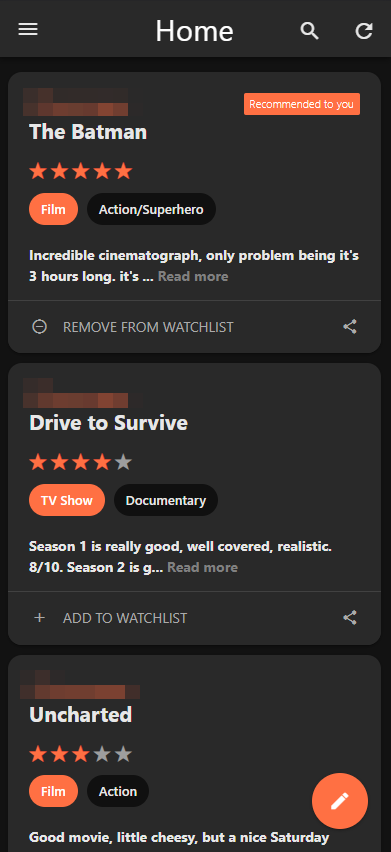 Home
Recommended to you
The Batman
Film
Action/Superhero
Incredible cinematograph, only problem being it's
3 hours long. it's ... Read more
REMOVE FROM WATCHLIST
Drive to Survive
TV Show
Documentary
Season 1 is really good, well covered, realistic.
8/10. Season 2 is g... Read more
ADD TO WATCHLIST
Uncharted
Film
Action
Good movie, little cheesy, but a nice Saturday